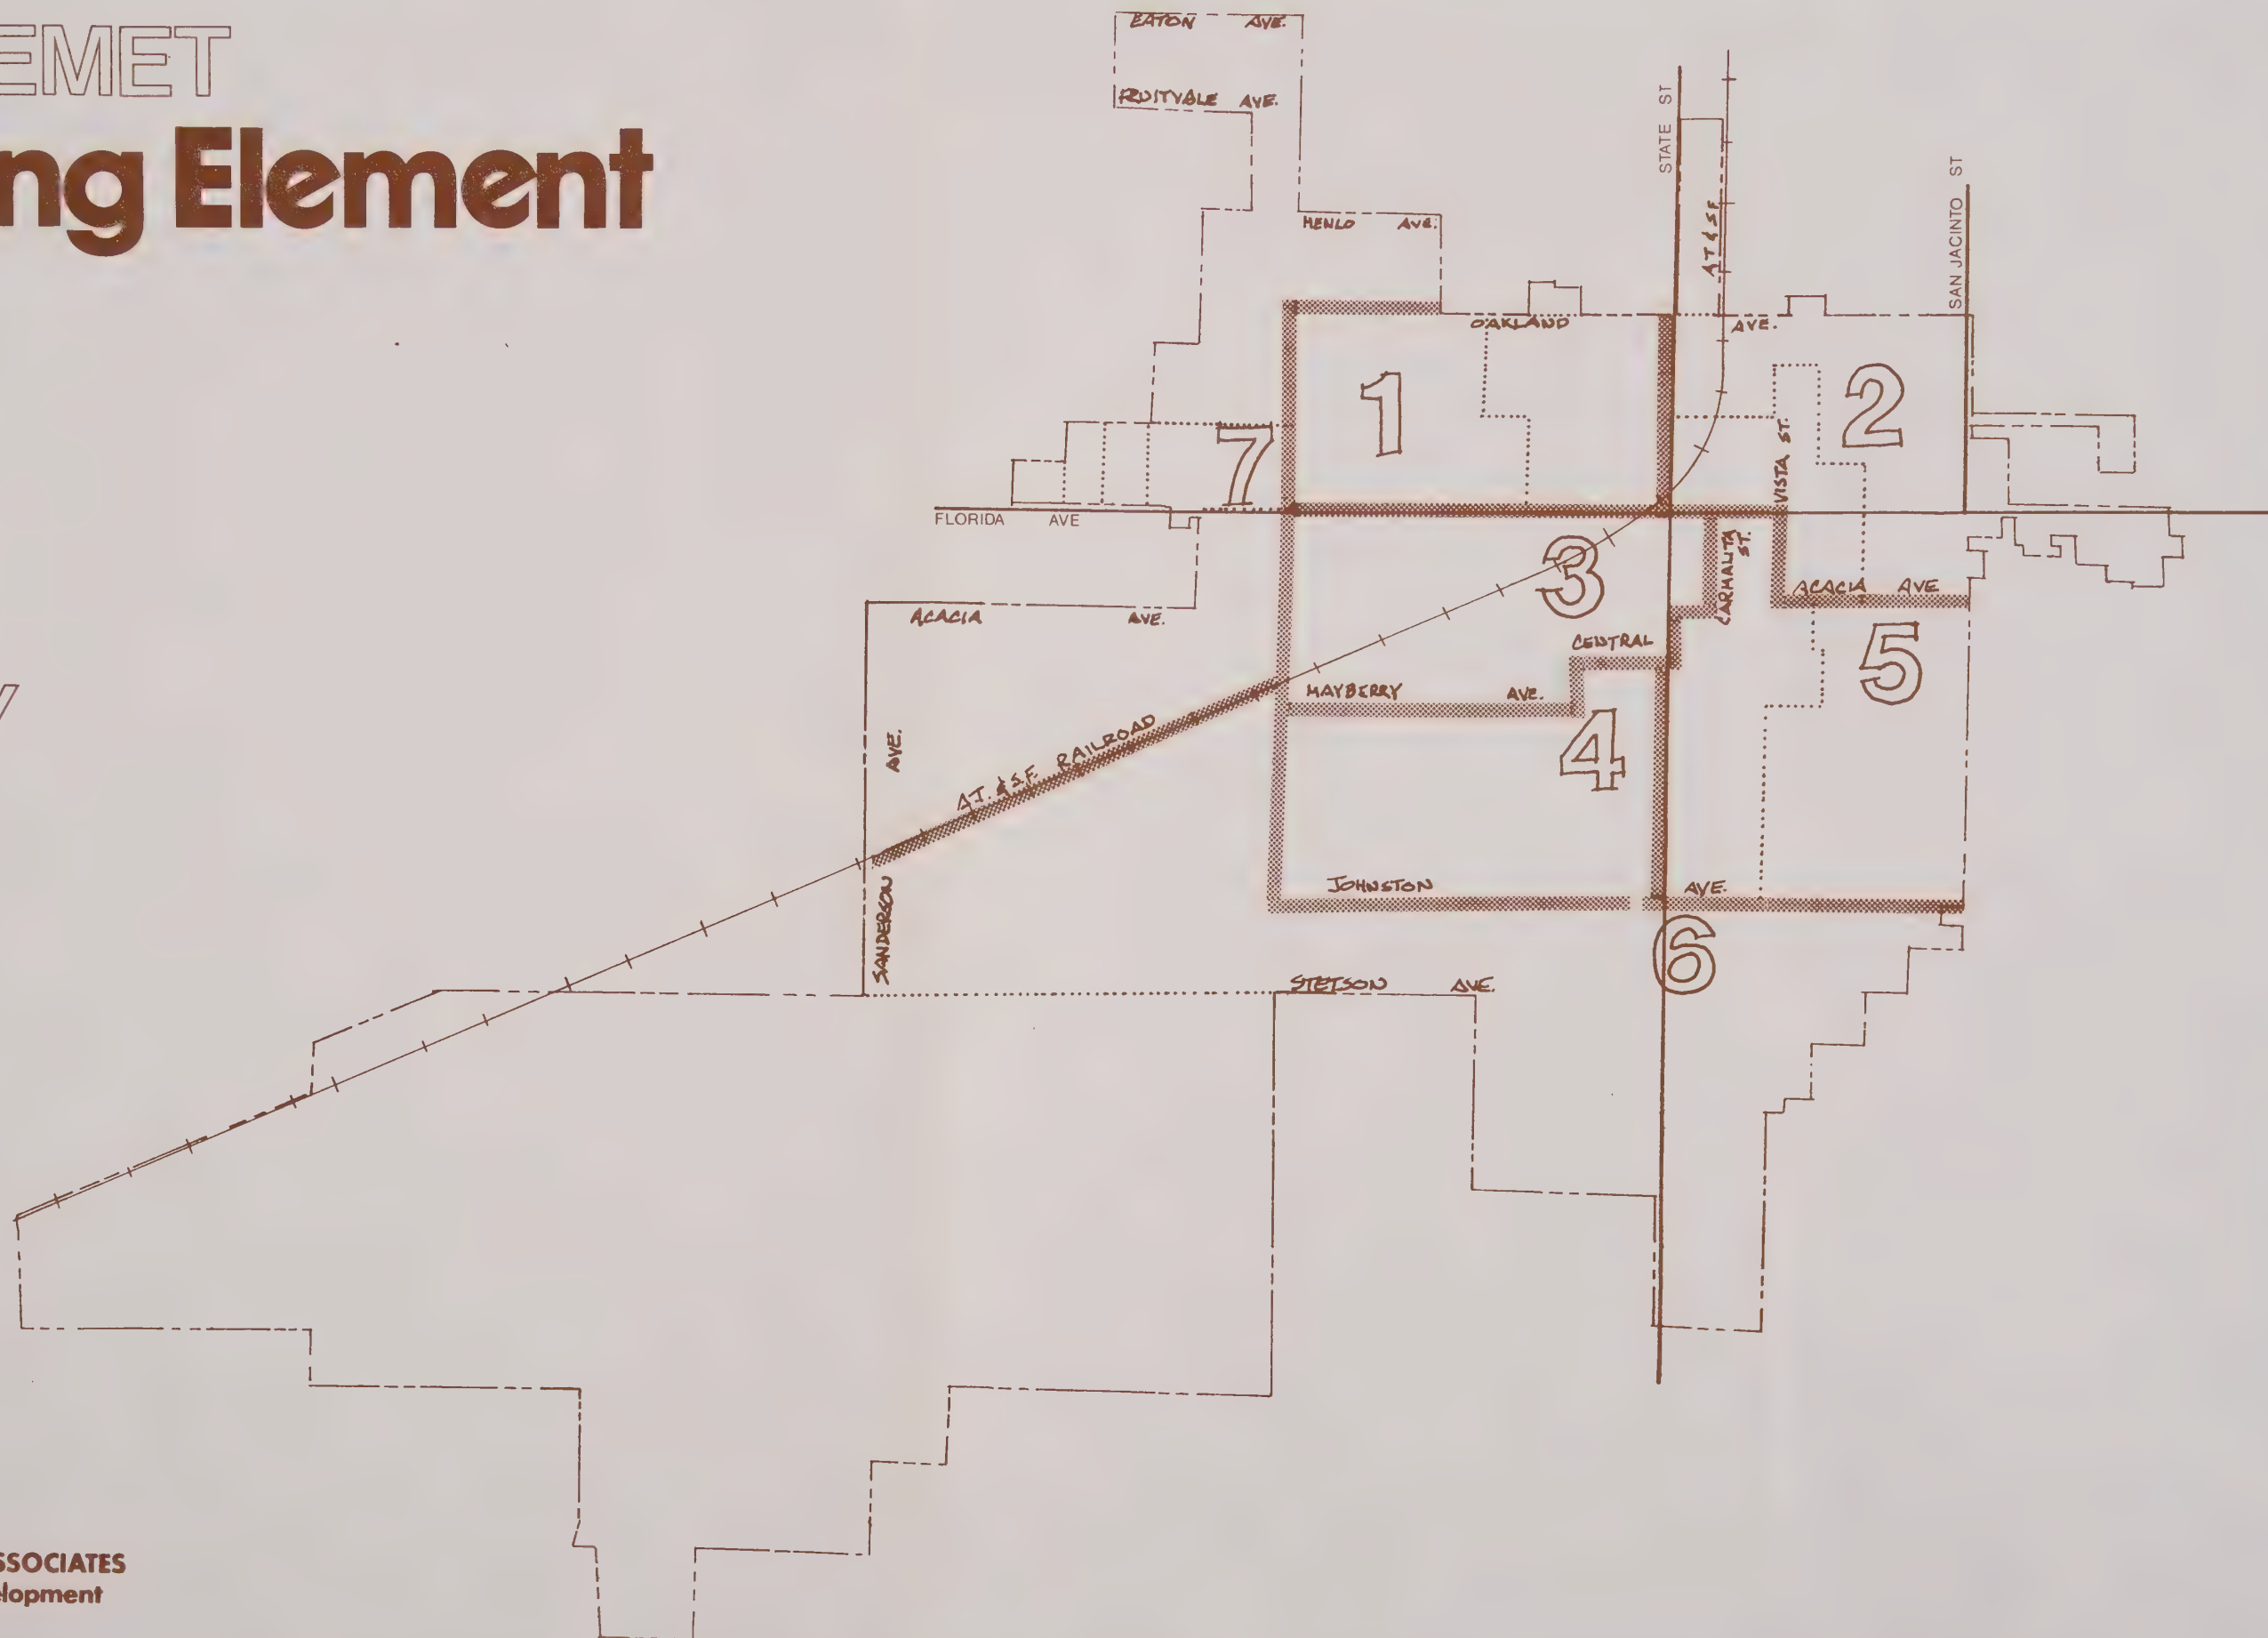 EMET
ng Element
EATON AVE.
FRUITVALE AVE.
HENLO AVE.
STATE ST
AT & SF
SAN JACINTO ST
OAKLAND AVE.
1
2
7
VISTA ST.
FLORIDA AVE
3
CARMALITA ST.
ACACIA AVE
ACACIA AVE.
CENTRAL
5
MAYBERRY AVE.
4
AVE.
A.T. & S.F. RAILROAD
SANDERSON
JOHNSTON AVE.
6
STETSON AVE.
SSOCIATES
elopment